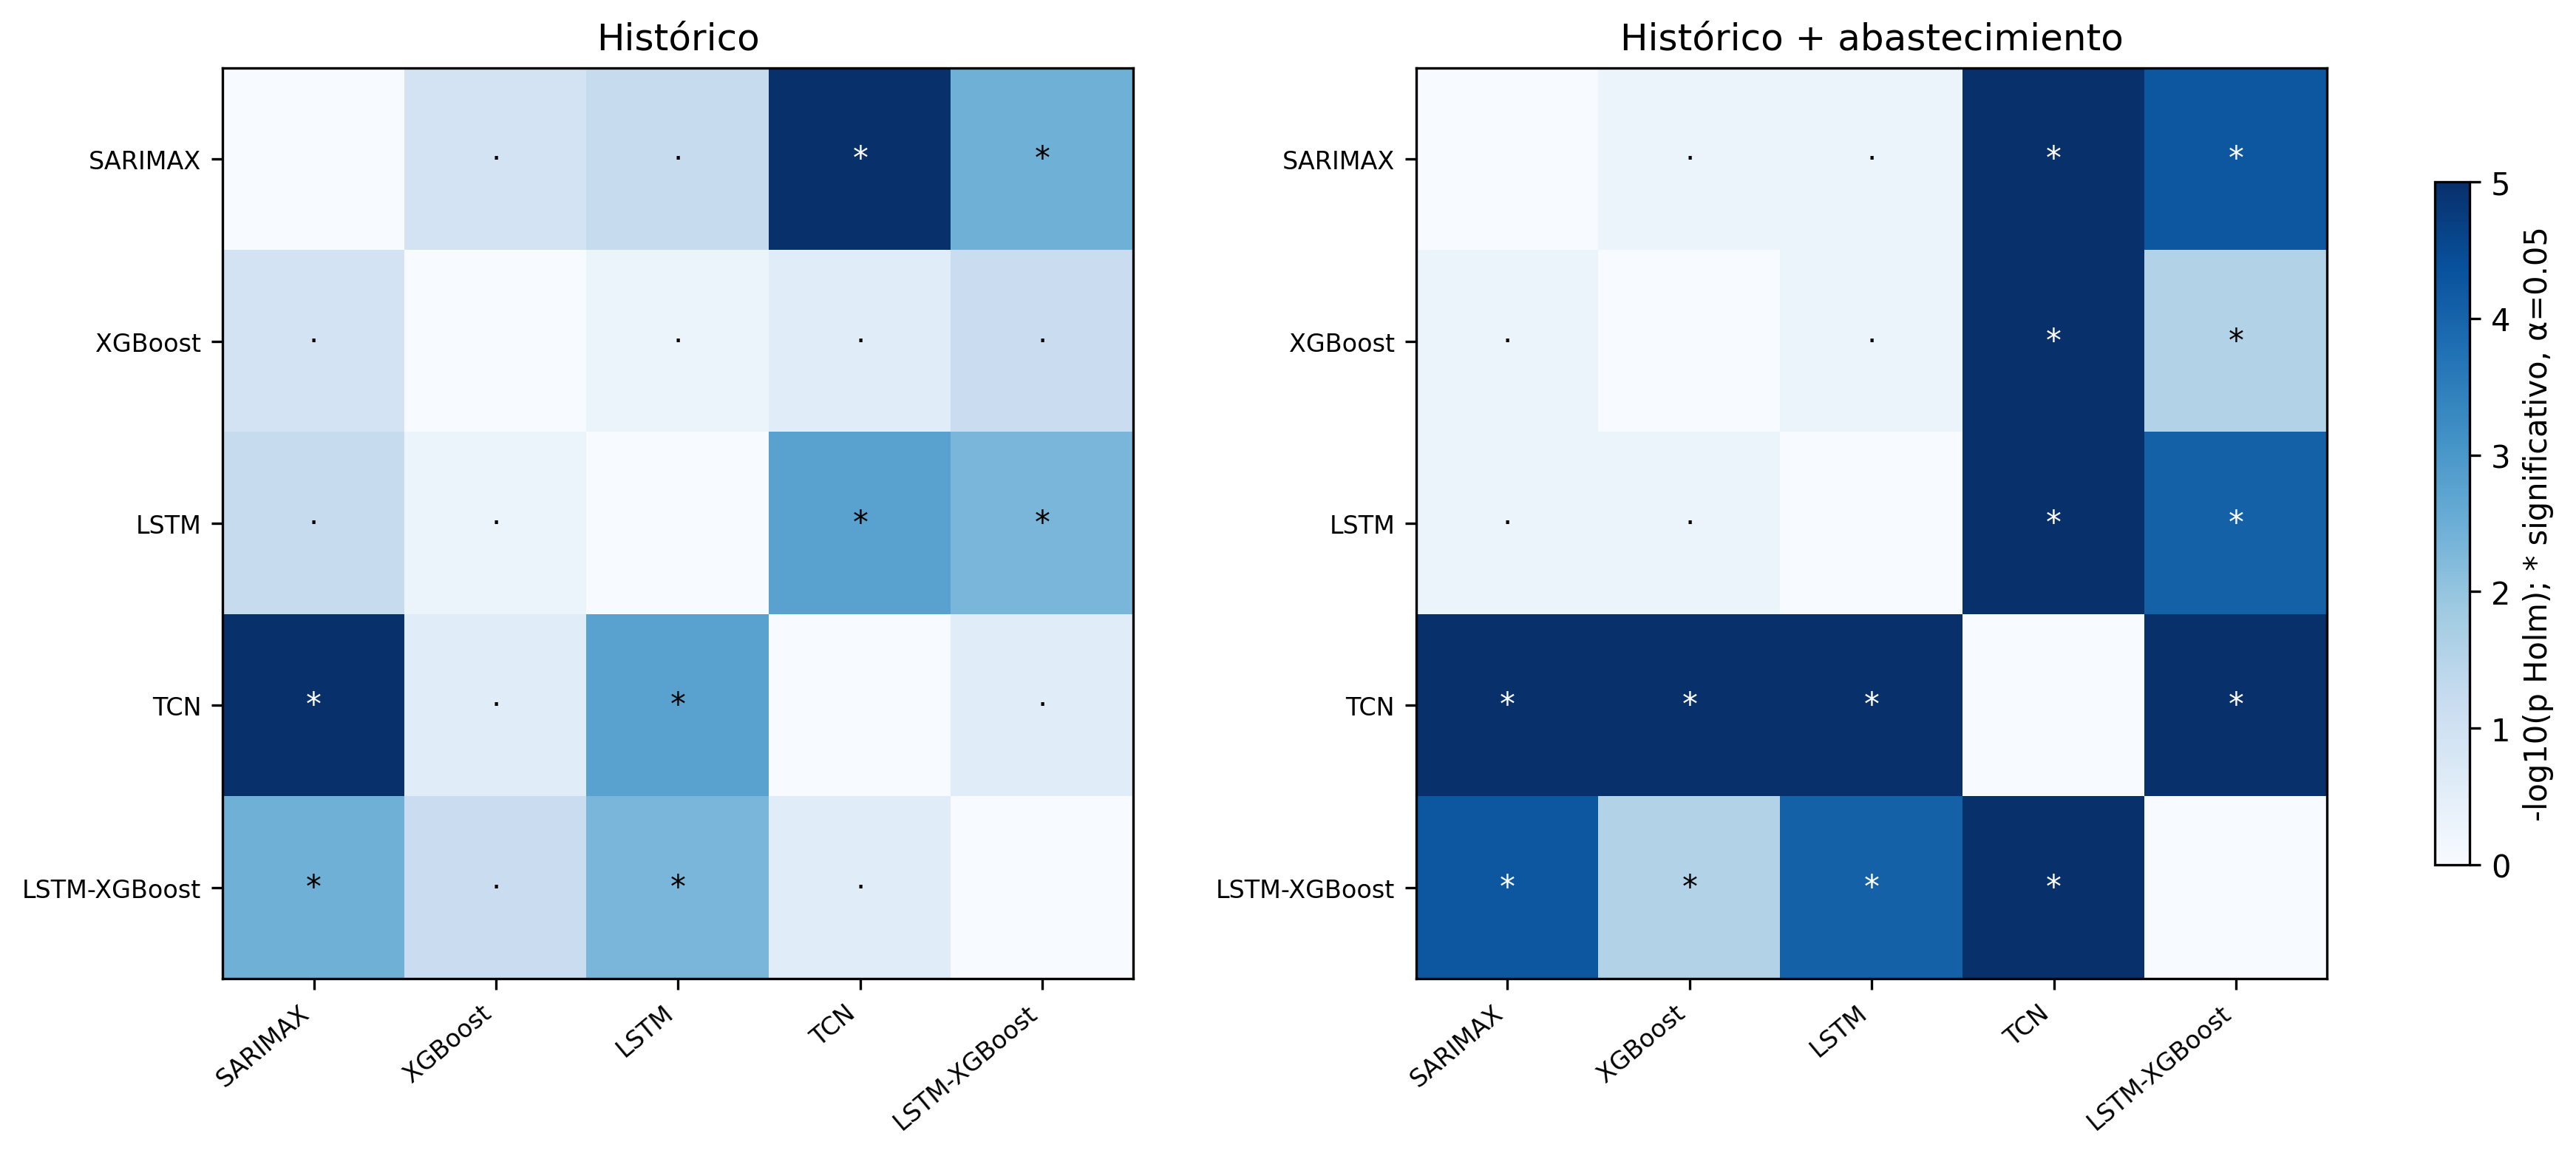 Histórico
SARIMAX
· · * *
XGBoost
· · · ·
LSTM
· · * *
TCN
* · * ·
LSTM-XGBoost
* · * ·
SARIMAX
XGBoost
LSTM
TCN
LSTM-XGBoost
Histórico + abastecimiento
SARIMAX
· · * *
XGBoost
· · * *
LSTM
· · * *
TCN
* * * *
LSTM-XGBoost
* * * *
SARIMAX
XGBoost
LSTM
TCN
LSTM-XGBoost
5
4
3
2
1
0
-log10(p Holm); * significativo, α=0.05